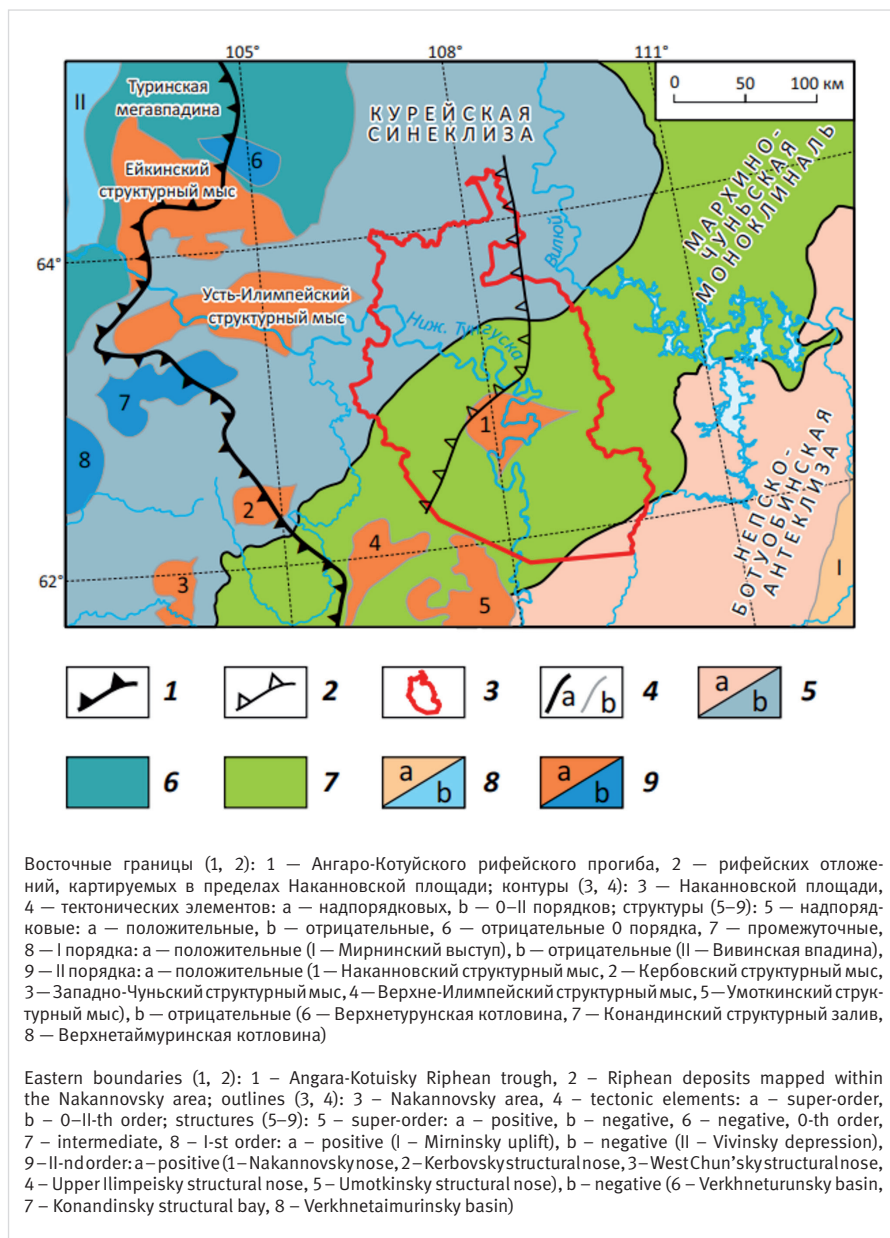 105°
108°
111°
0 50 100 км
II
Туринская
мегавпадина
КУРЕЙСКАЯ
СИНЕКЛИЗА
6
Ейкинский
структурный мыс
МАРХИНО-
ЧУНЬСКАЯ
МОНОКЛИНАЛЬ
Вилюй
64°
Усть-Илимпейский
структурный мыс
Ниж. Тунгуска
7
1
8
2
4
НЕПСКО-
БОТУОБИНСКАЯ
АНТЕКЛИЗА
I
62°
3
5
1
2
3
a b 4
a b 5
6
7
a b 8
a b 9
Восточные границы (1, 2): 1 — Ангаро-Котуйского рифейского прогиба, 2 — рифейских отложе-
ний, картируемых в пределах Наканновской площади; контуры (3, 4): 3 — Наканновской площади,
4 — тектонических элементов: a — надпорядковых, b — 0–II порядков; структуры (5–9): 5 — надпоряд-
ковые: a — положительные, b — отрицательные, 6 — отрицательные 0 порядка, 7 — промежуточные,
8 — I порядка: a — положительные (I — Мирнинский выступ), b — отрицательные (II — Вивинская впадина),
9 — II порядка: a — положительные (1 — Наканновский структурный мыс, 2 — Кербовский структурный мыс,
3 — Западно-Чуньский структурный мыс, 4 — Верхне-Илимпейский структурный мыс, 5 — Умоткинский струк-
турный мыс), b — отрицательные (6 — Верхнетурунская котловина, 7 — Конандинский структурный залив,
8 — Верхнетаймуринская котловина)
Eastern boundaries (1, 2): 1 – Angara-Kotuisky Riphean trough, 2 – Riphean deposits mapped within
the Nakannovsky area; outlines (3, 4): 3 – Nakannovsky area, 4 – tectonic elements: a – super-order,
b – 0–II-th order; structures (5–9): 5 – super-order: a – positive, b – negative, 6 – negative, 0-th order,
7 – intermediate, 8 – I-st order: a – positive (I – Mirninsky uplift), b – negative (II – Vivinsky depression),
9 – II-nd order: a – positive (1 – Nakannovsky nose, 2 – Kerbovsky structural nose, 3 – West Chun'sky structural nose,
4 – Upper Ilimpeisky structural nose, 5 – Umotkinsky structural nose), b – negative (6 – Verkhneturunsky basin,
7 – Konandinsky structural bay, 8 – Verkhnetaimurinsky basin)